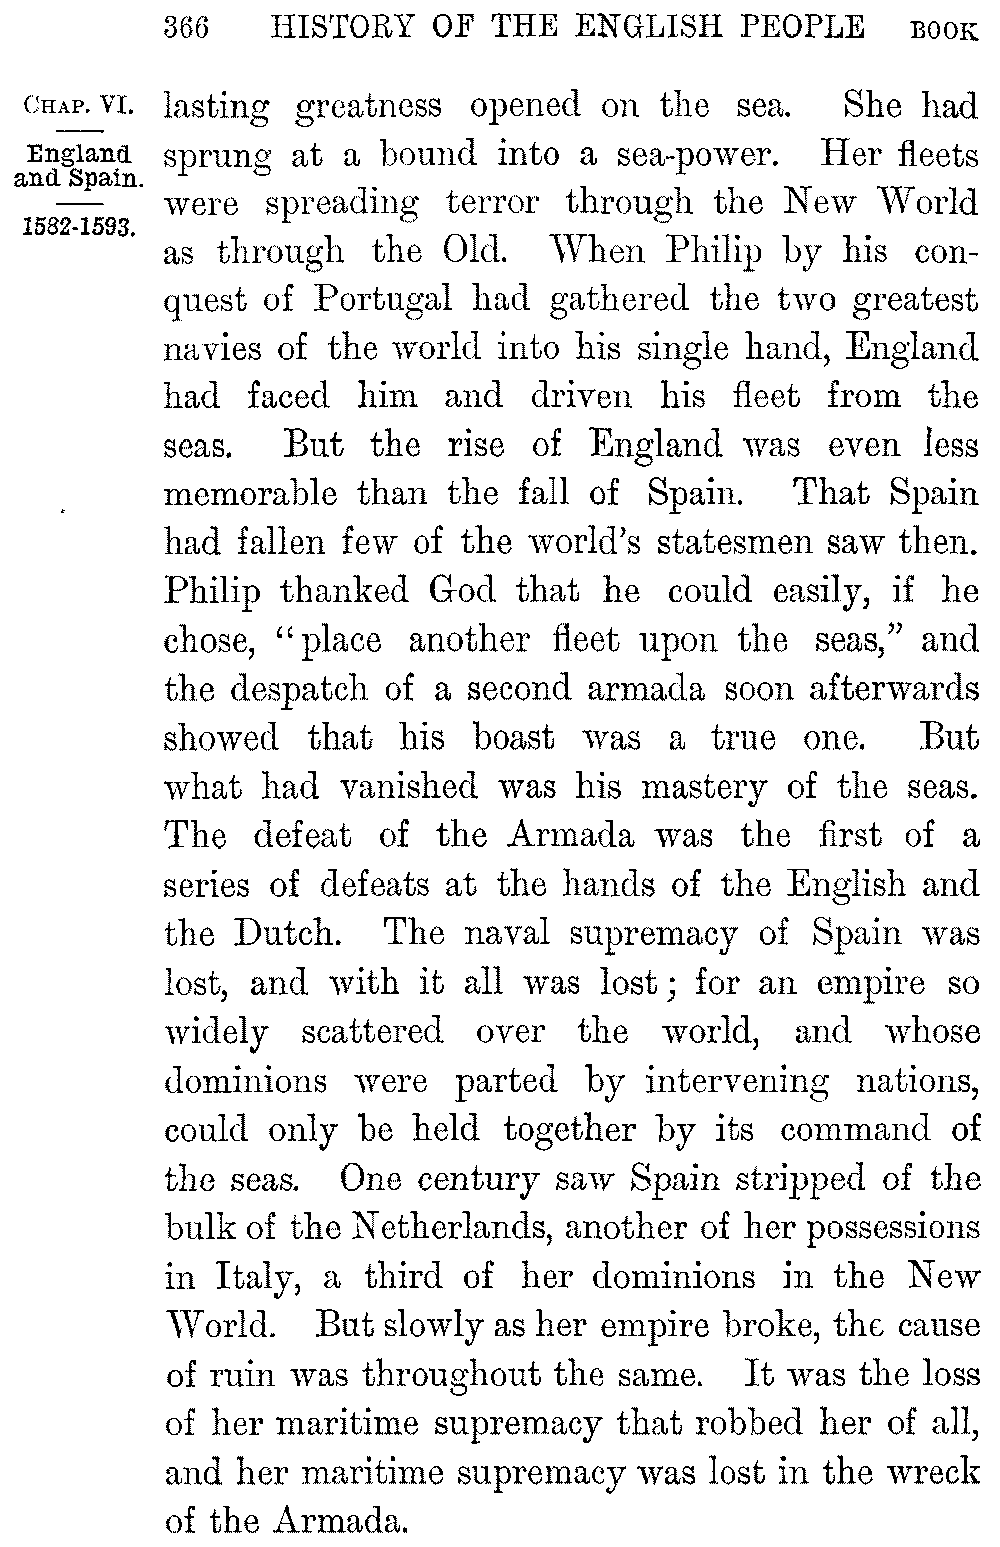 366 HISTORY OF THE ENGLISH PEOPLE BOOK
CHAP. VI.
England
and Spain.
1582-1593.
lasting greatness opened on the sea. She had
sprung at a bound into a sea-power. Her fleets
were spreading terror through the New World
as through the Old. When Philip by his con-
quest of Portugal had gathered the two greatest
navies of the world into his single hand, England
had faced him and driven his fleet from the
seas. But the rise of England was even less
memorable than the fall of Spain. That Spain
had fallen few of the world's statesmen saw then.
Philip thanked God that he could easily, if he
chose, “place another fleet upon the seas,” and
the despatch of a second armada soon afterwards
showed that his boast was a true one. But
what had vanished was his mastery of the seas.
The defeat of the Armada was the first of a
series of defeats at the hands of the English and
the Dutch. The naval supremacy of Spain was
lost, and with it all was lost; for an empire so
widely scattered over the world, and whose
dominions were parted by intervening nations,
could only be held together by its command of
the seas. One century saw Spain stripped of the
bulk of the Netherlands, another of her possessions
in Italy, a third of her dominions in the New
World. But slowly as her empire broke, the cause
of ruin was throughout the same. It was the loss
of her maritime supremacy that robbed her of all,
and her maritime supremacy was lost in the wreck
of the Armada.